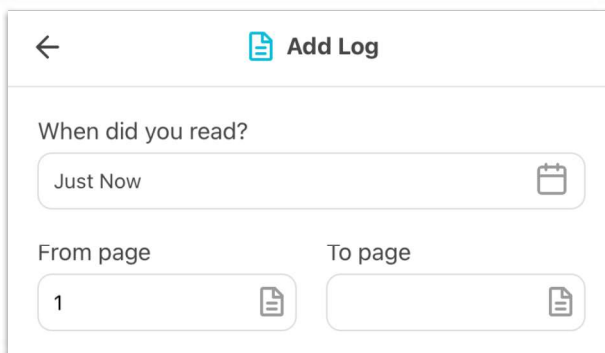 Add Log
When did you read?
Just Now
From page To page
1